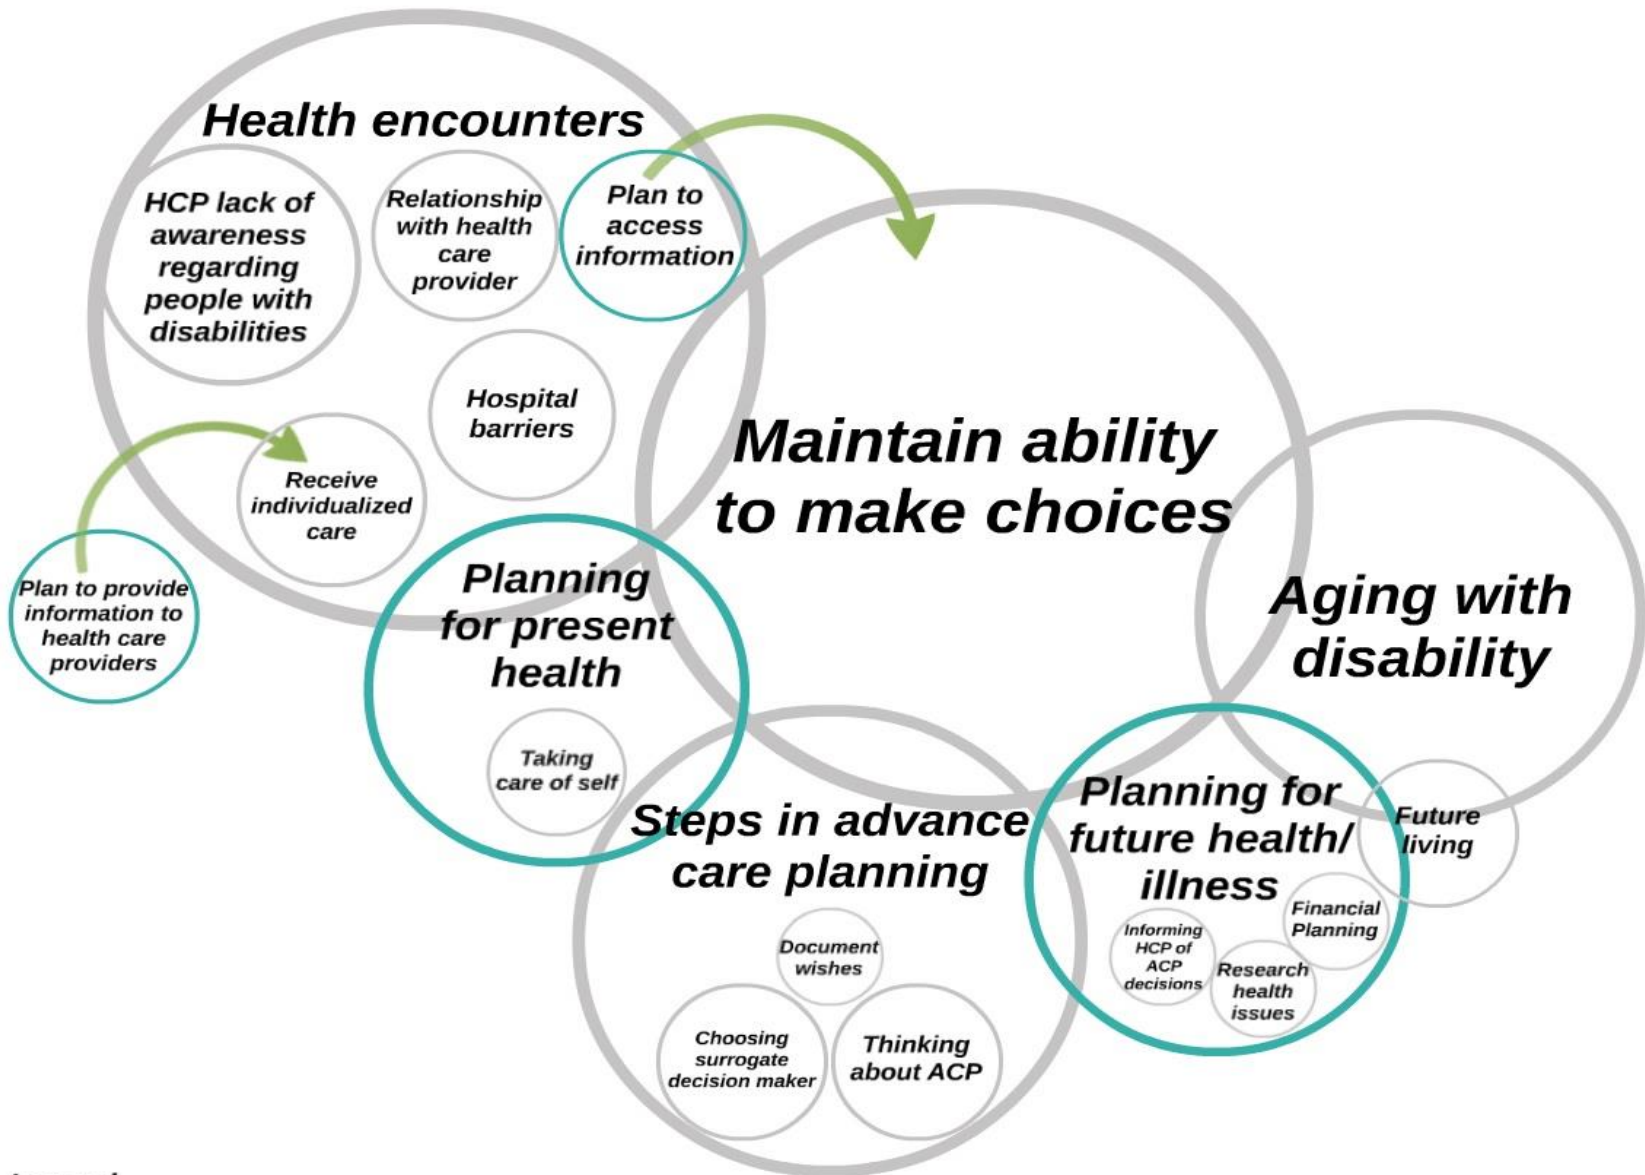 Health encounters
HCP lack of
awareness
regarding
people with
disabilities
Relationship
with health
care
provider
Plan to
access
information
Hospital
barriers
Receive
individualized
care
Plan to provide
information to
health care
providers
Maintain ability
to make choices
Planning
for present
health
Taking
care of self
Aging with
disability
Steps in advance
care planning
Document
wishes
Choosing
surrogate
decision maker
Thinking
about ACP
Planning for
future health/
illness
Future
living
Financial
Planning
Informing
HCP of
ACP
decisions
Research
health
issues